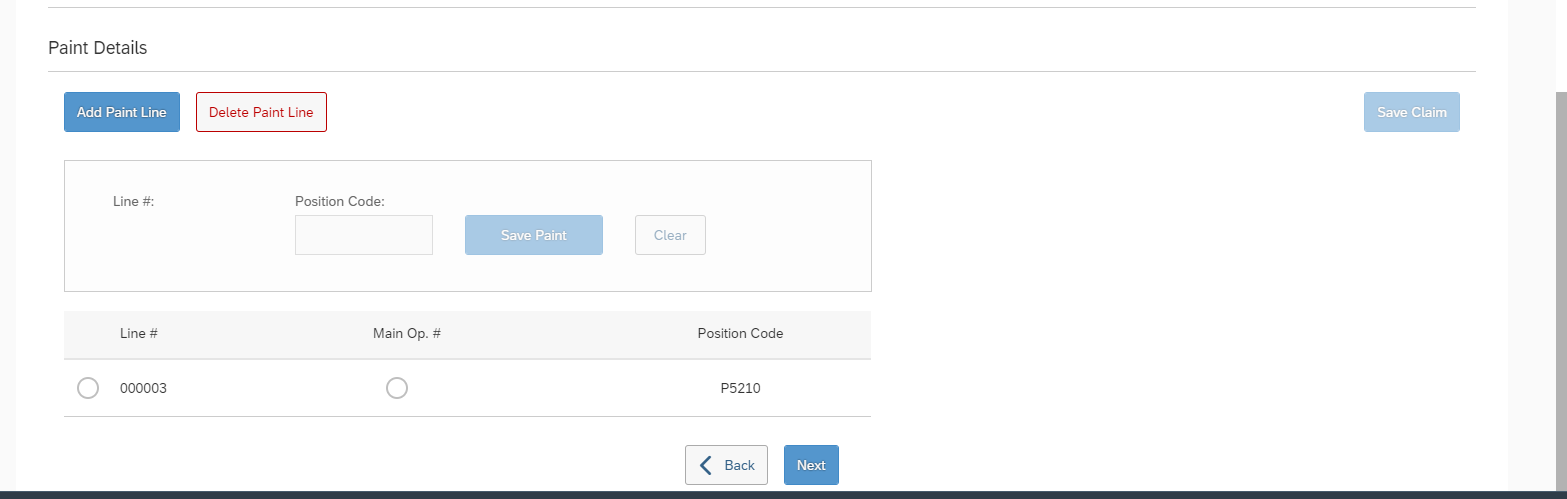 Paint Details
Add Paint Line Delete Paint Line Save Claim
Line #: Position Code:
Save Paint Clear
Line # Main Op. # Position Code
000003 P5210
Back Next